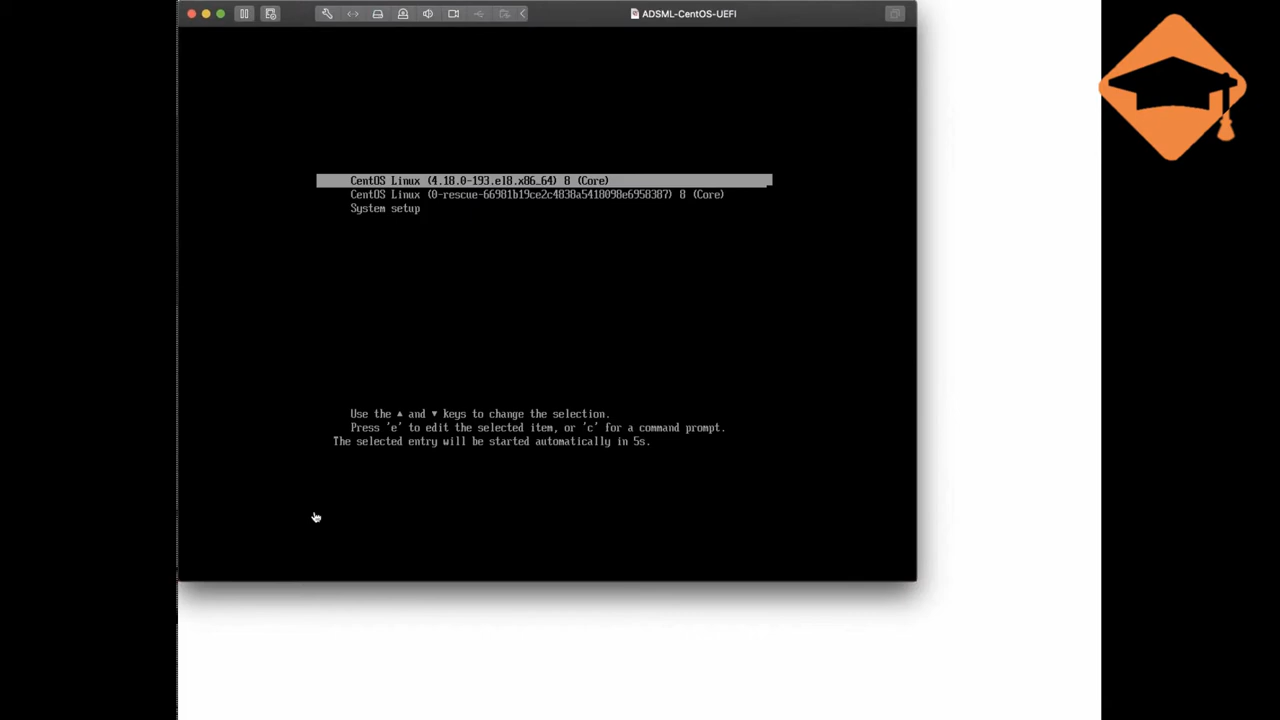 ADSML-CentOS-UEFI
CentOS Linux (4.18.0-193.el8.x86_64) 8 (Core)
CentOS Linux (0-rescue-66981b19ce2c4838a5418098e6958387) 8 (Core)
System setup
Use the ▲ and ▼ keys to change the selection.
Press 'e' to edit the selected item, or 'c' for a command prompt.
The selected entry will be started automatically in 5s.